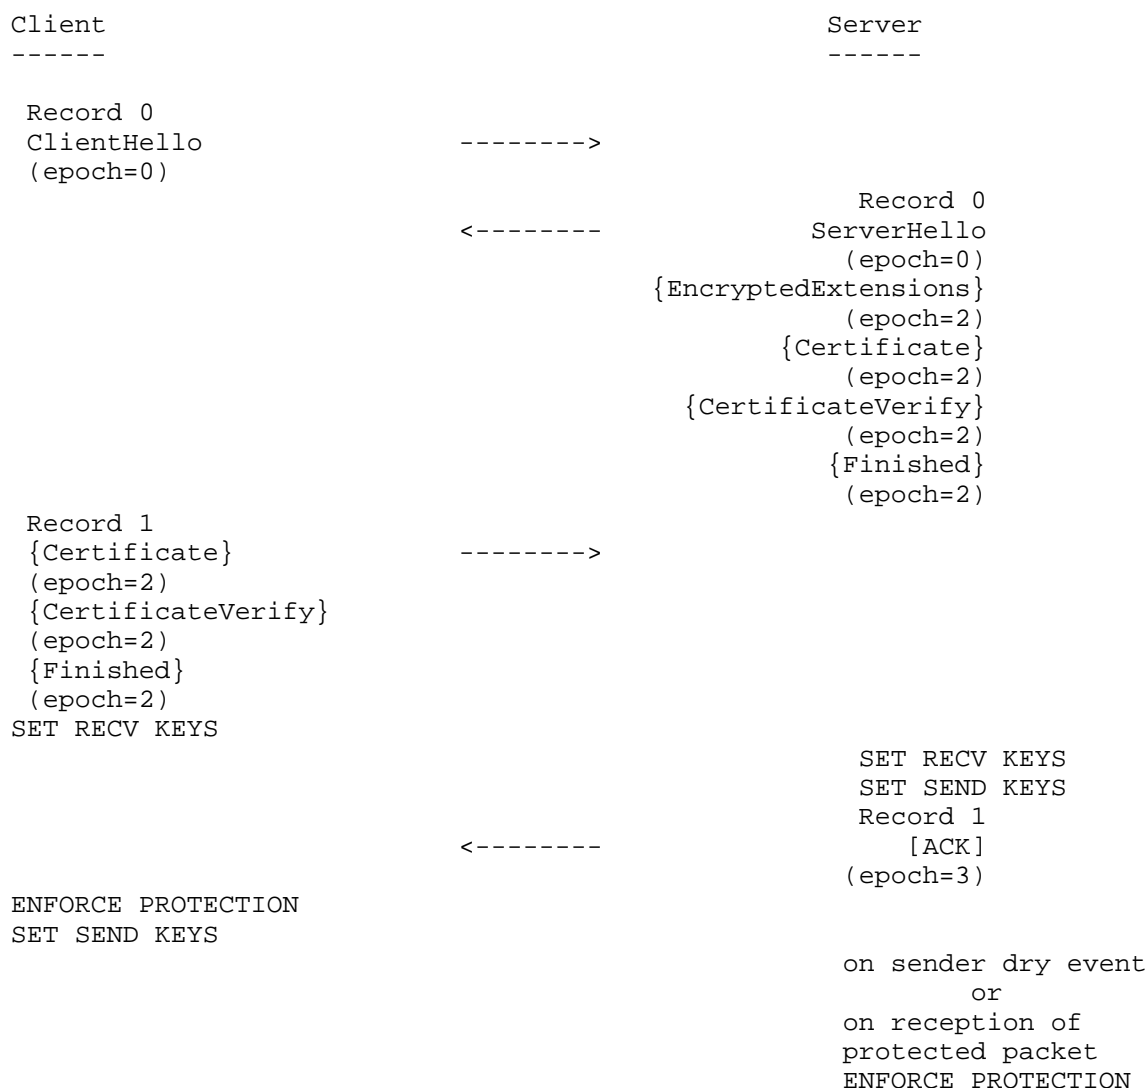 Client Server
------ ------
Record 0
ClientHello -------->
(epoch=0)
Record 0
<-------- ServerHello
(epoch=0)
{EncryptedExtensions}
(epoch=2)
{Certificate}
(epoch=2)
{CertificateVerify}
(epoch=2)
{Finished}
(epoch=2)
Record 1
{Certificate} -------->
(epoch=2)
{CertificateVerify}
(epoch=2)
{Finished}
(epoch=2)
SET RECV KEYS
SET RECV KEYS
SET SEND KEYS
Record 1
<-------- [ACK]
(epoch=3)
ENFORCE PROTECTION
SET SEND KEYS
on sender dry event
or
on reception of
protected packet
ENFORCE PROTECTION